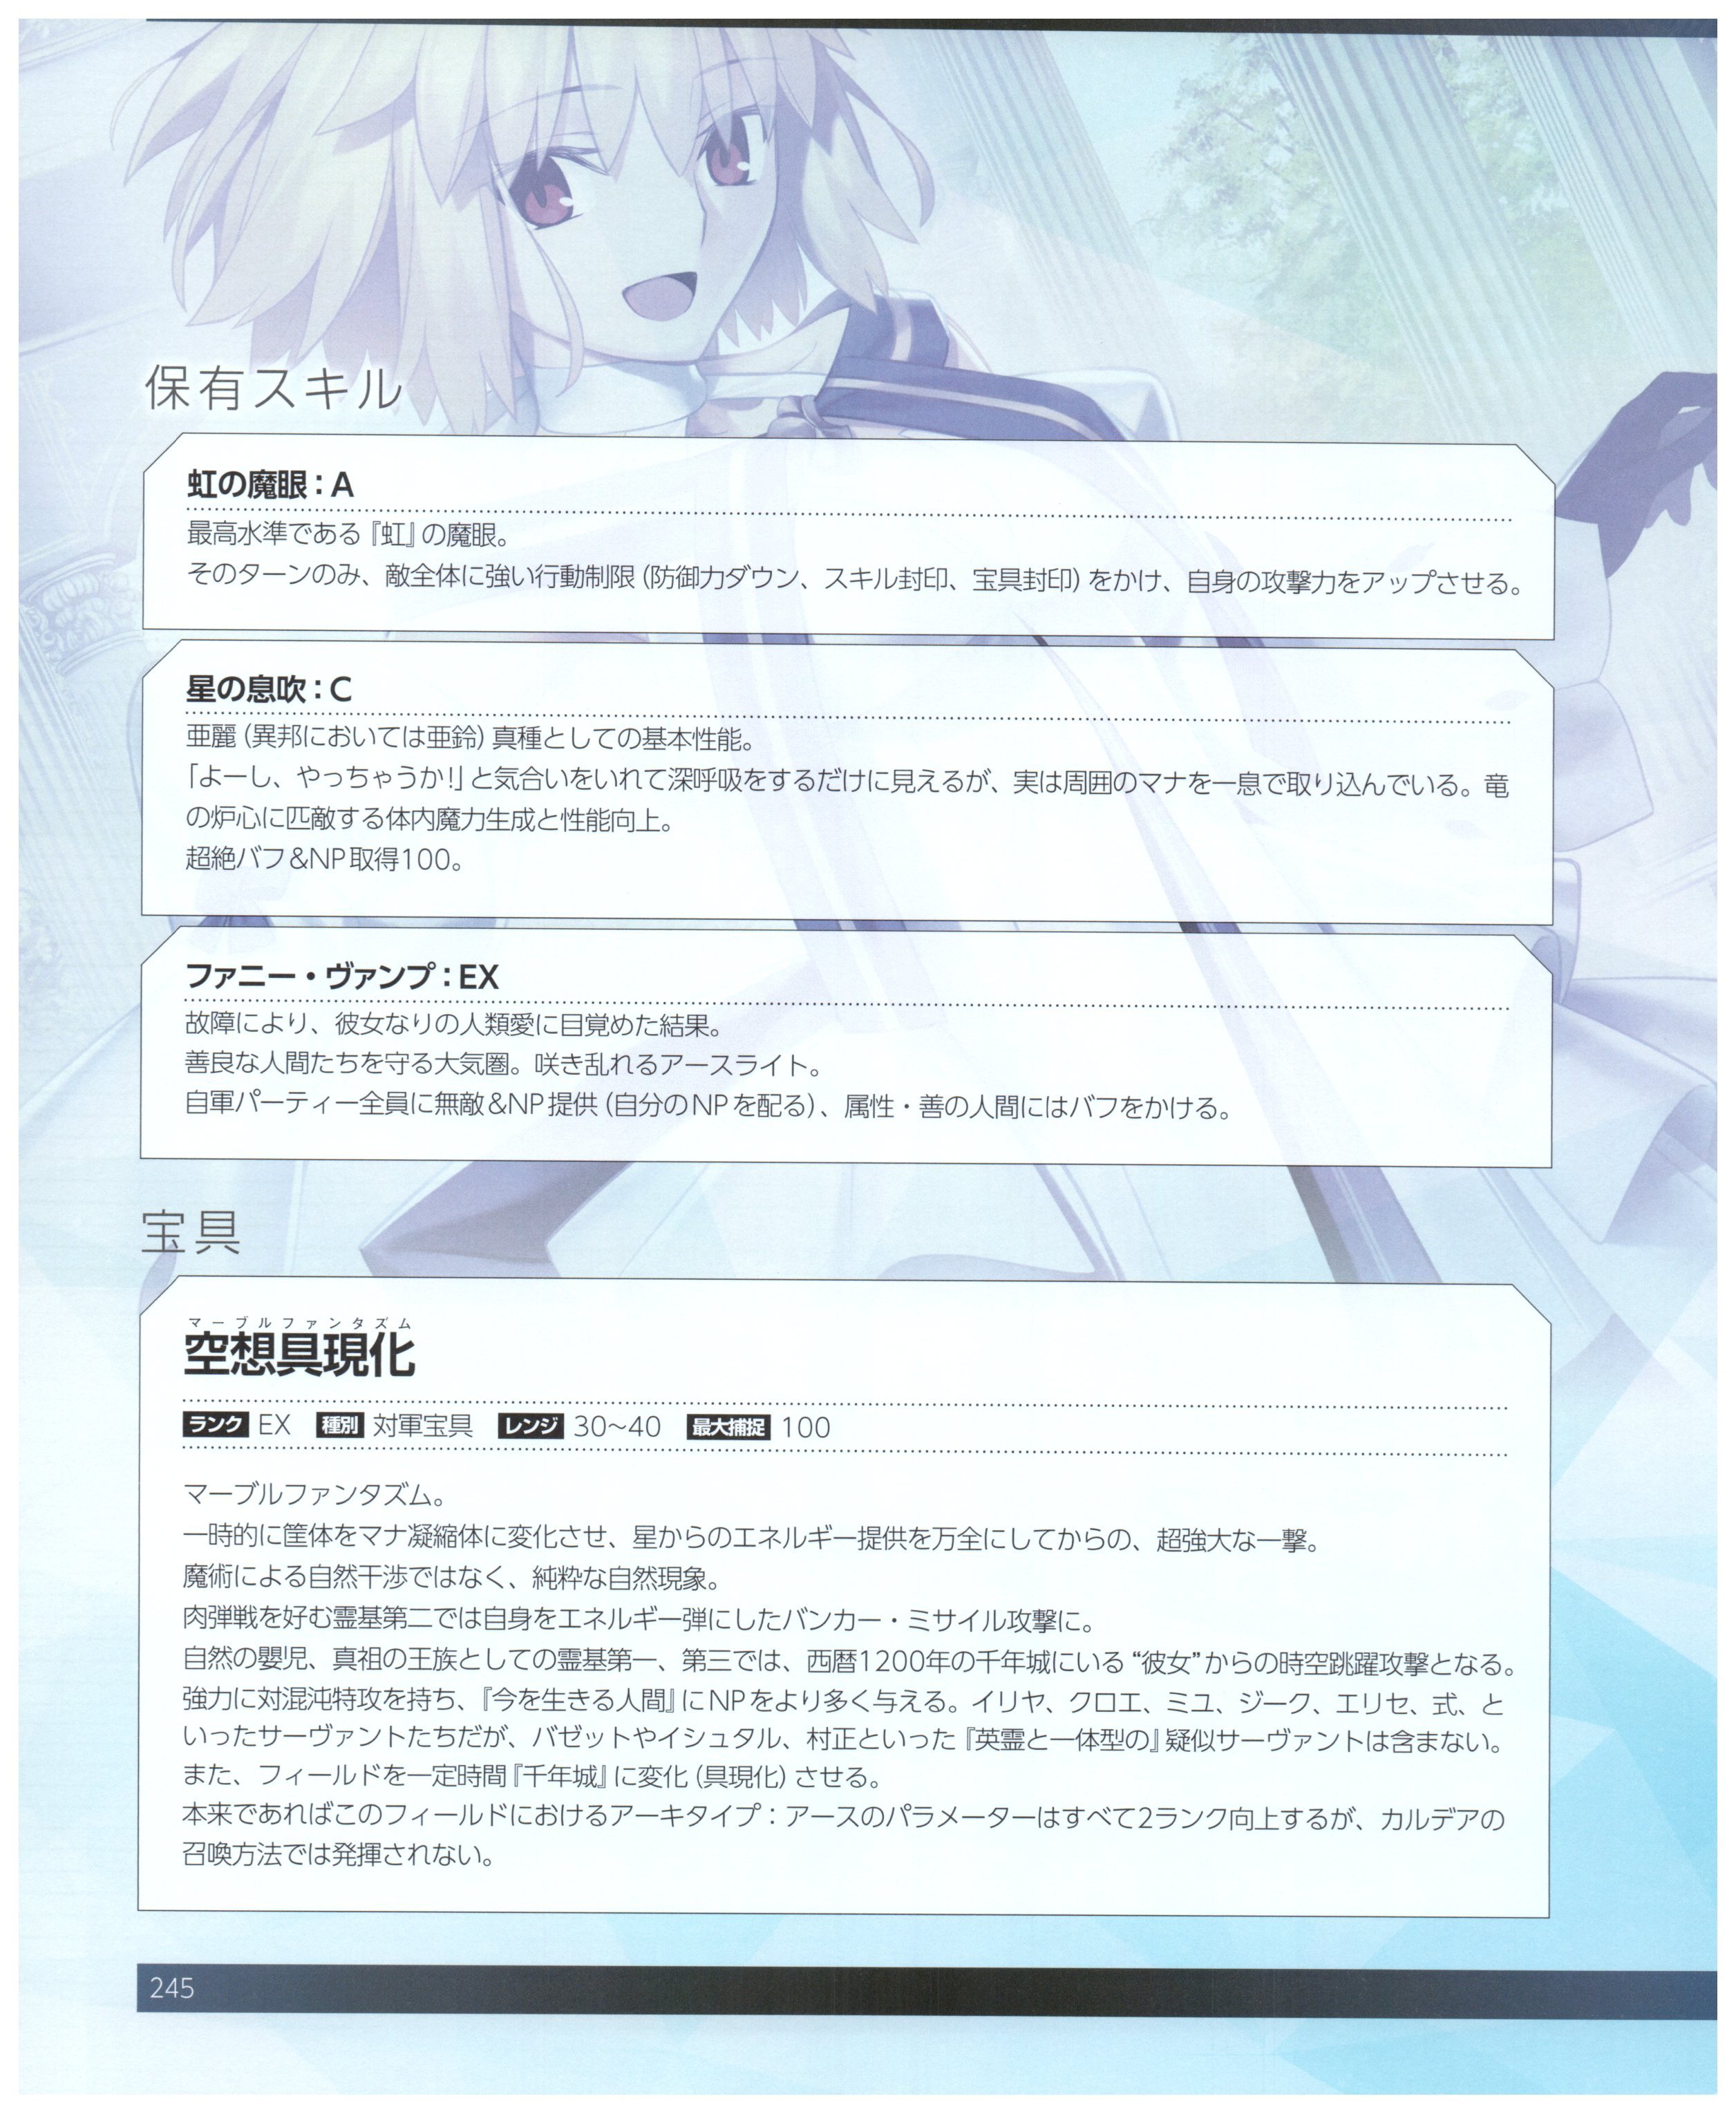 保有スキル
虹の魔眼：A
最高水準である『虹』の魔眼。
そのターンのみ、敵全体に強い行動制限（防御力ダウン、スキル封印、宝具封印）をかけ、自身の攻撃力をアップさせる。
星の息吹：C
亜麗（異邦においては亜鈴）真種としての基本性能。
「よーし、やっちゃうか！」と気合いをいれて深呼吸をするだけに見えるが、実は周囲のマナを一息で取り込んでいる。竜
の炉心に匹敵する体内魔力生成と性能向上。
超絶バフ＆NP取得100。
ファニー・ヴァンプ：EX
故障により、彼女なりの人類愛に目覚めた結果。
善良な人間たちを守る大気圏。咲き乱れるアースライト。
自軍パーティー全員に無敵＆NP提供（自分のNPを配る）、属性・善の人間にはバフをかける。
宝具
マーブルファンタズム
空想具現化
ランク EX 種別 対軍宝具 レンジ 30～40 最大捕捉 100
マーブルファンタズム。
一時的に筐体をマナ凝縮体に変化させ、星からのエネルギー提供を万全にしてからの、超強大な一撃。
魔術による自然干渉ではなく、純粋な自然現象。
肉弾戦を好む霊基第二では自身をエネルギー弾にしたバンカー・ミサイル攻撃に。
自然の嬰児、真祖の王族としての霊基第一、第三では、西暦1200年の千年城にいる“彼女”からの時空跳躍攻撃となる。
強力に対混沌特攻を持ち、『今を生きる人間』にNPをより多く与える。イリヤ、クロエ、ミユ、ジーク、エリセ、式、と
いったサーヴァントたちだが、バゼットやイシュタル、村正といった『英霊と一体型の』疑似サーヴァントは含まない。
また、フィールドを一定時間『千年城』に変化（具現化）させる。
本来であればこのフィールドにおけるアーキタイプ：アースのパラメーターはすべて2ランク向上するが、カルデアの
召喚方法では発揮されない。
245